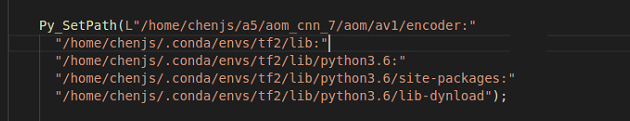 Py_SetPath(L"/home/chenjs/a5/aom_cnn_7/aom/av1/encoder:"
"/home/chenjs/.conda/envs/tf2/lib:"
"/home/chenjs/.conda/envs/tf2/lib/python3.6:"
"/home/chenjs/.conda/envs/tf2/lib/python3.6/site-packages:"
"/home/chenjs/.conda/envs/tf2/lib/python3.6/lib-dynload");